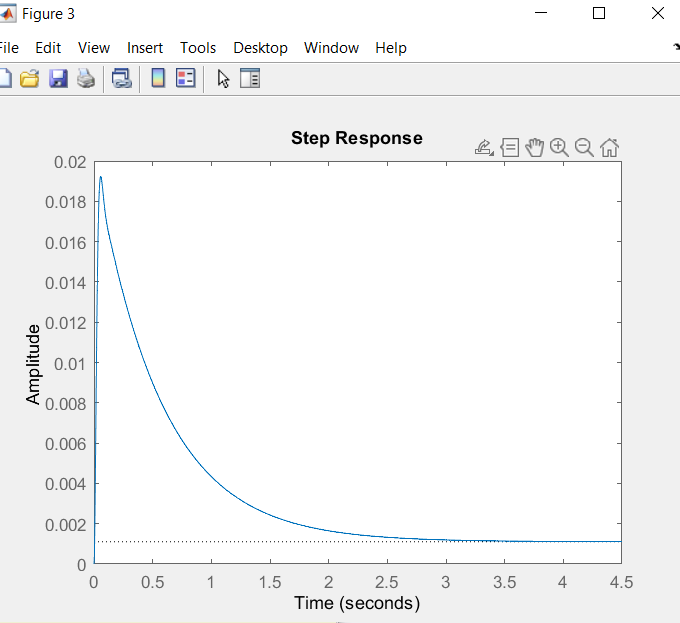 Figure 3
File Edit View Insert Tools Desktop Window Help
Step Response
0.02
0.018
0.016
0.014
0.012
0.01
0.008
0.006
0.004
0.002
0
Amplitude
0 0.5 1 1.5 2 2.5 3 3.5 4 4.5
Time (seconds)